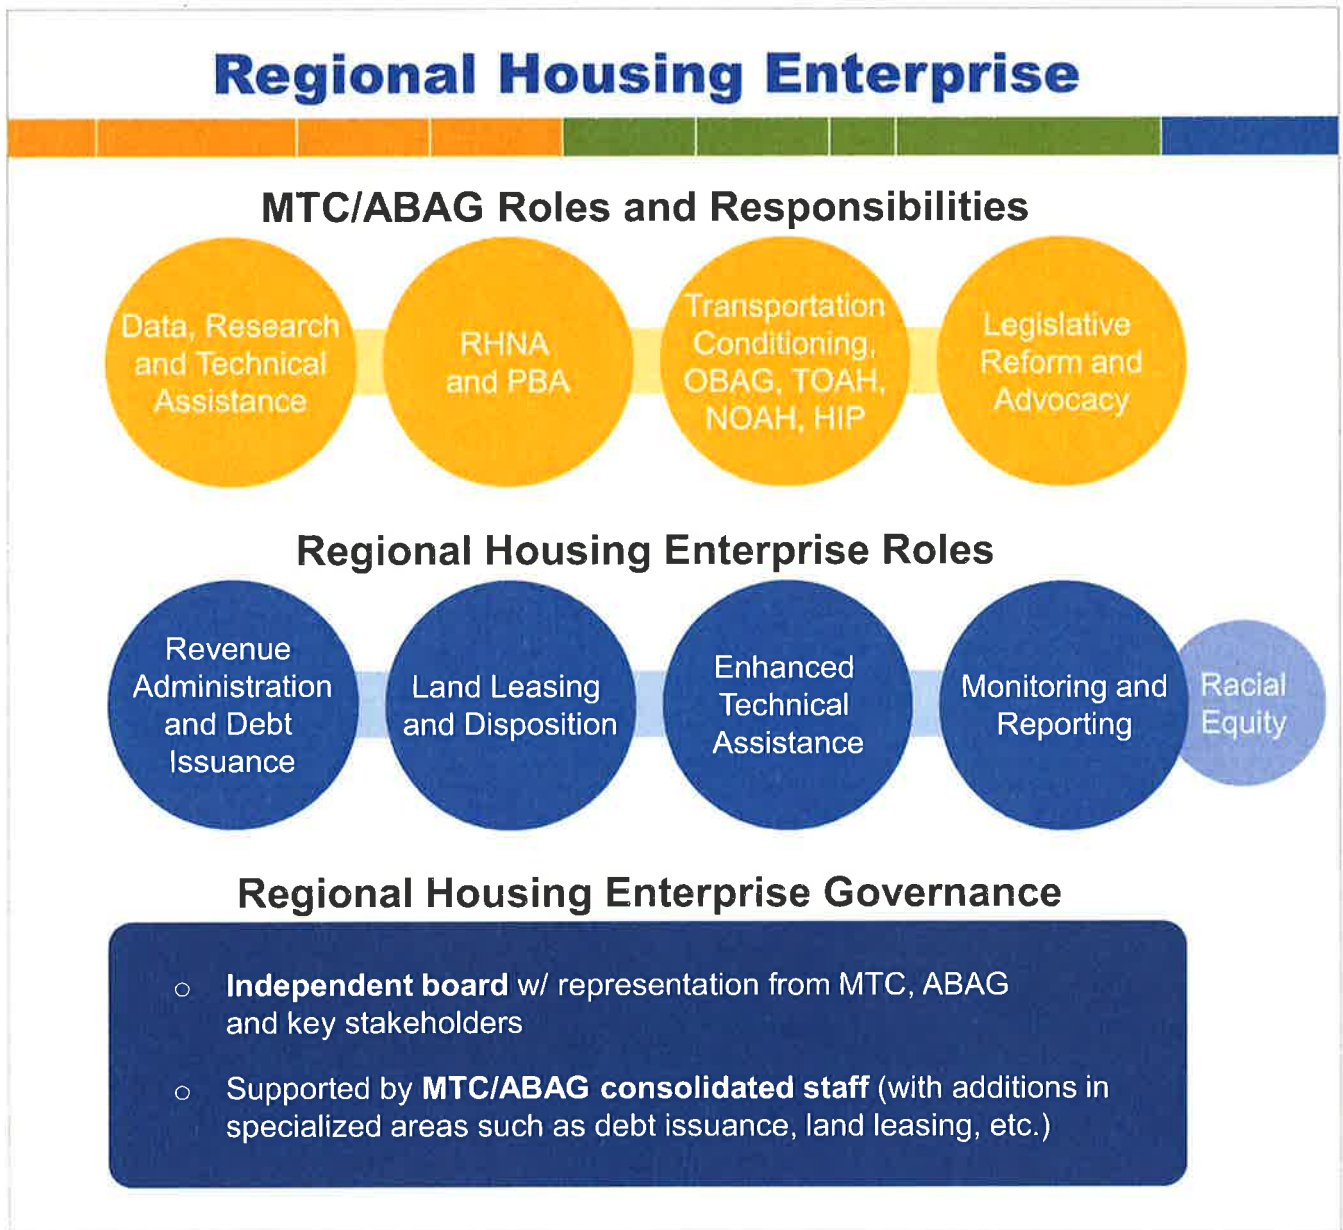 Regional Housing Enterprise
MTC/ABAG Roles and Responsibilities
Data, Research
and Technical
Assistance
RHNA
and PBA
Transportation
Conditioning,
OBAG, TOAH,
NOAH, HIP
Legislative
Reform and
Advocacy
Regional Housing Enterprise Roles
Revenue
Administration
and Debt
Issuance
Land Leasing
and Disposition
Enhanced
Technical
Assistance
Monitoring and
Reporting
Racial
Equity
Regional Housing Enterprise Governance
○ Independent board w/ representation from MTC, ABAG
and key stakeholders
○ Supported by MTC/ABAG consolidated staff (with additions in
specialized areas such as debt issuance, land leasing, etc.)